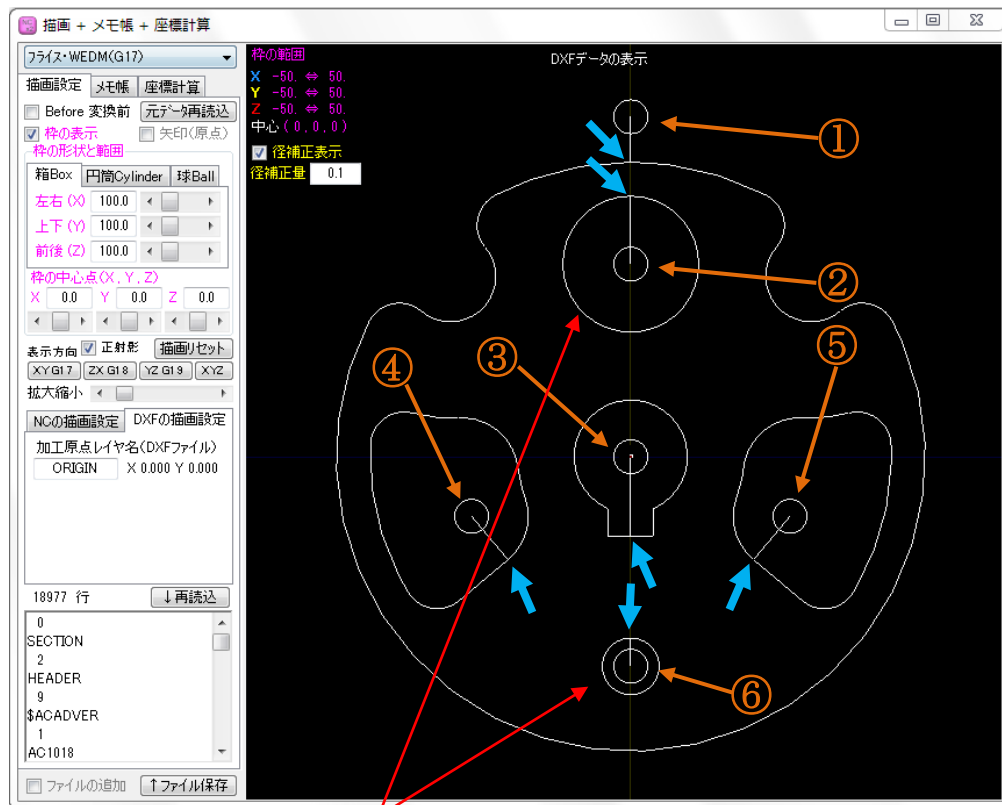 描画 + メモ帳 + 座標計算
フライス・WEDM(G17)
描画設定 メモ帳 座標計算
Before 変換前 元データ再読込
枠の表示 矢印(原点)
枠の形状と範囲
箱Box 円筒Cylinder 球Ball
左右(X) 100.0
上下(Y) 100.0
前後(Z) 100.0
枠の中心点(X,Y,Z)
X 0.0 Y 0.0 Z 0.0
表示方向 正射影 描画リセット
XYG17 ZX G18 YZ G19 XYZ
拡大縮小
NCの描画設定 DXFの描画設定
加工原点レイヤ名(DXFファイル)
ORIGIN X 0.000 Y 0.000
18977 行 ↓再読込
0
SECTION
2
HEADER
9
$ACADVER
1
AC1018
ファイルの追加 ↑ファイル保存
枠の範囲
X -50. ⇔ 50.
Y -50. ⇔ 50.
Z -50. ⇔ 50.
中心(0,0,0)
径補正表示
径補正量 0.1
DXFデータの表示
①
②
③
④
⑤
⑥